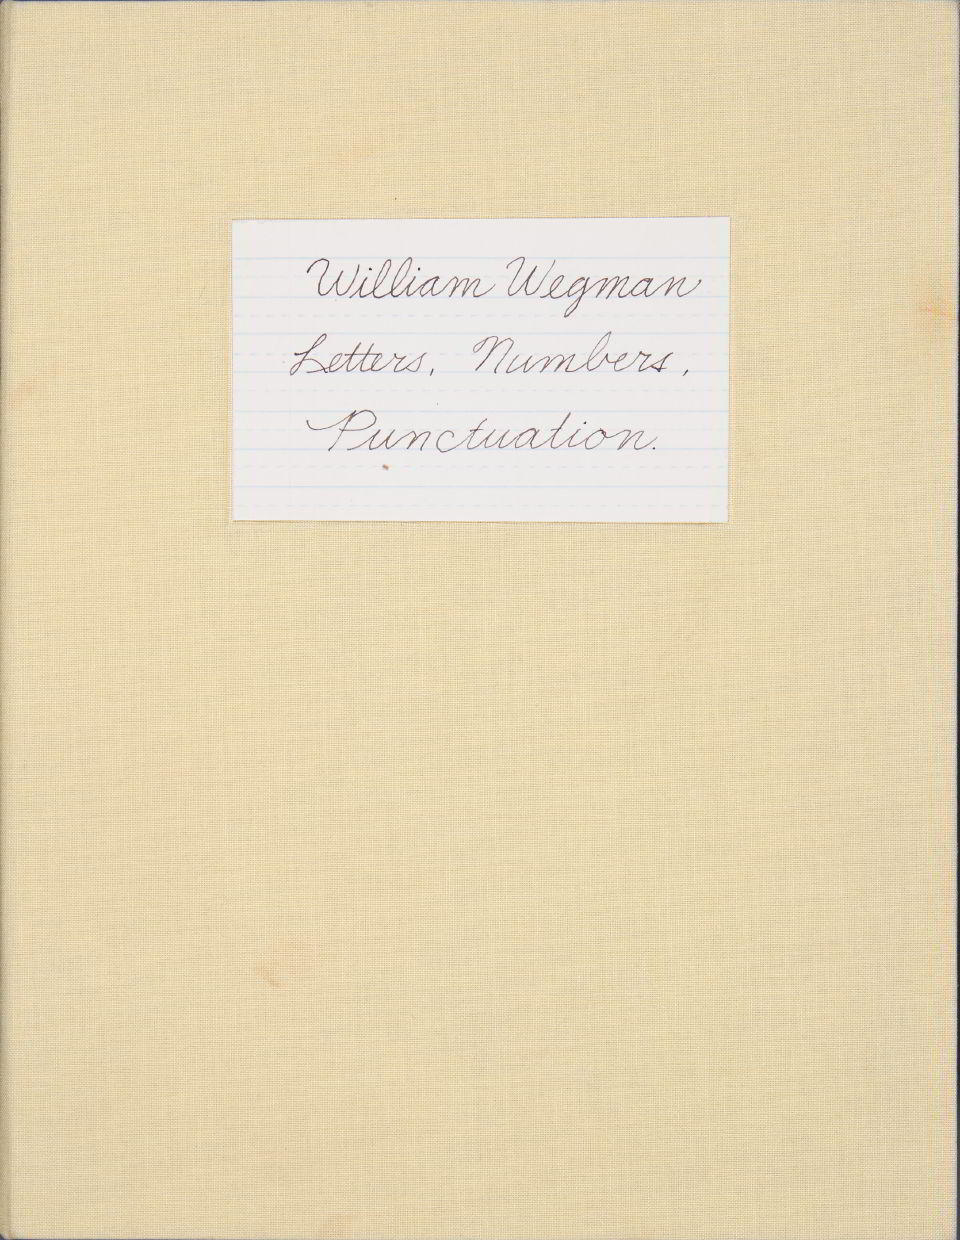 William Wegman
Letters, Numbers,
Punctuation.